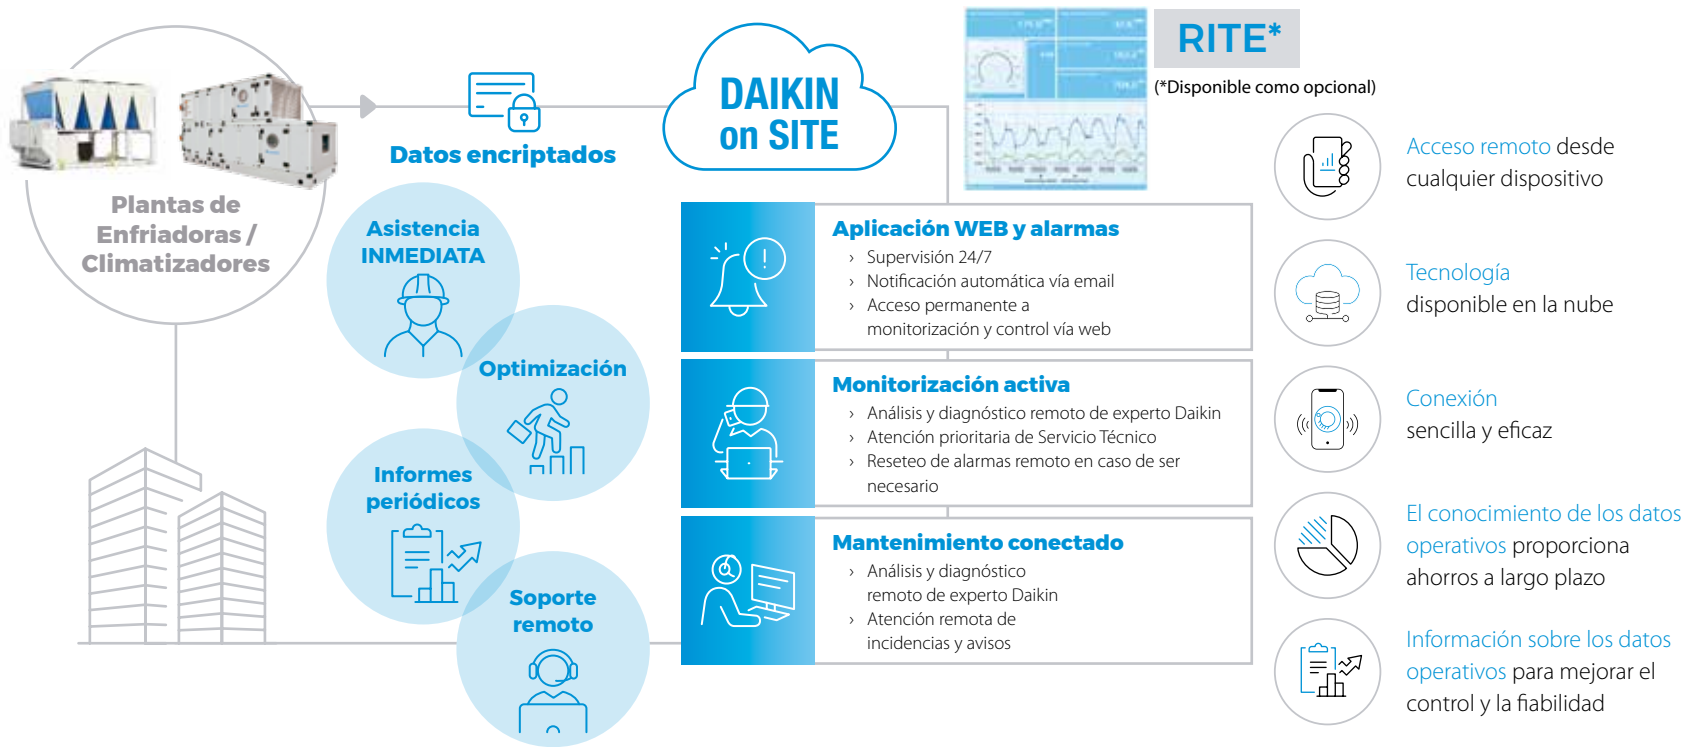 Plantas de
Enfriadoras /
Climatizadores
Datos encriptados
DAIKIN
on SITE
RITE*
(*Disponible como opcional)
Asistencia
INMEDIATA
Optimización
Informes
periódicos
Soporte
remoto
Aplicación WEB y alarmas
› Supervisión 24/7
› Notificación automática vía email
› Acceso permanente a
monitorización y control vía web
Monitorización activa
› Análisis y diagnóstico remoto de experto Daikin
› Atención prioritaria de Servicio Técnico
› Reseteo de alarmas remoto en caso de ser
necesario
Mantenimiento conectado
› Análisis y diagnóstico
remoto de experto Daikin
› Atención remota de
incidencias y avisos
Acceso remoto desde
cualquier dispositivo
Tecnología
disponible en la nube
Conexión
sencilla y eficaz
El conocimiento de los datos
operativos proporciona
ahorros a largo plazo
Información sobre los datos
operativos para mejorar el
control y la fiabilidad